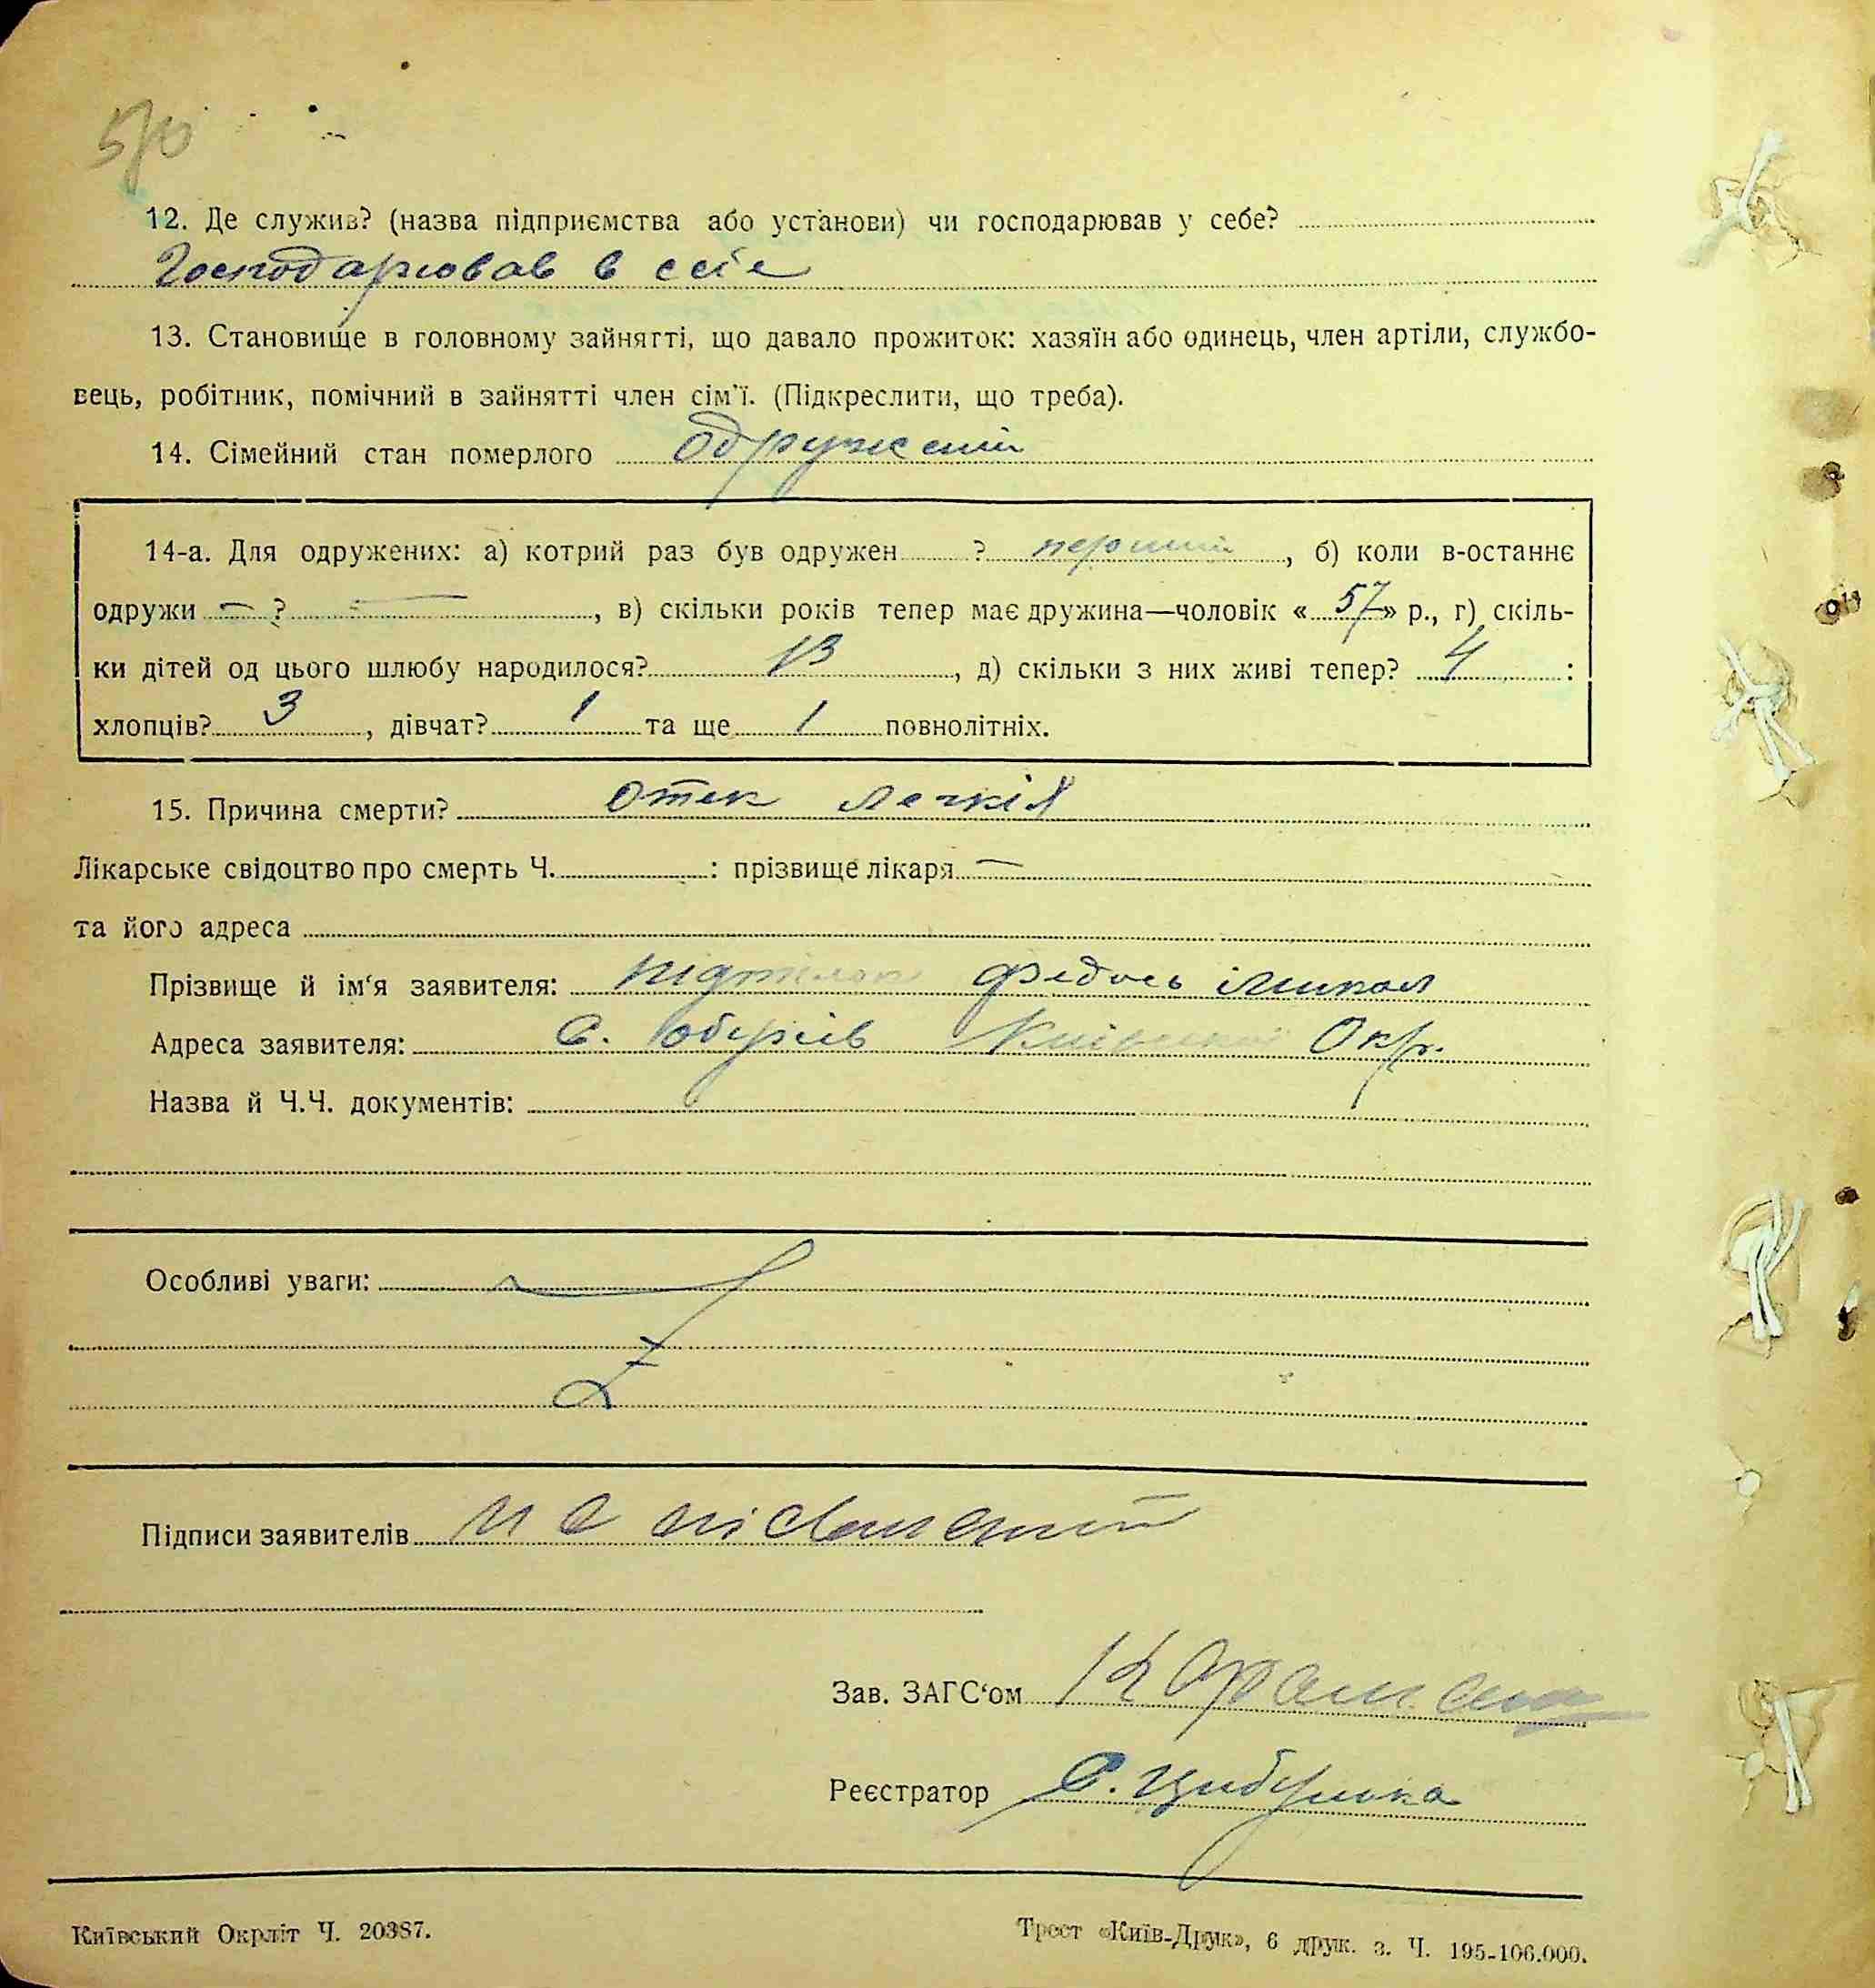 12. Де служив? (назва підприємства або установи) чи господарював у себе?
Господарював в себе
13. Становище в головному зайнятті, що давало прожиток: хазяїн або одинець, член артіли, службо-
вець, робітник, помічний в зайнятті член сім'ї. (Підкреслити, що треба).
14. Сімейний стан померлого одружений
14-а. Для одружених: а) котрий раз був одружен ? перший, б) коли в-останнє
одружи — ? —, в) скільки років тепер має дружина—чоловік «57» р., г) скіль-
ки дітей од цього шлюбу народилося? 13, д) скільки з них живі тепер? 4 :
хлопців? 3, дівчат? 1 та ще 1 повнолітніх.
15. Причина смерти? Отек легкіх
Лікарське свідоцтво про смерть Ч. : прізвище лікаря —
та його адреса
Прізвище й ім'я заявителя: Федось Микол
Адреса заявителя: С. Обухів Київської Окр.
Назва й Ч.Ч. документів:
Особливі уваги:
Підписи заявителів не
Зав. ЗАГС'ом
Реєстратор С. Цибулька
Київський Окрліт Ч. 20387.
Трест «Київ-Друк», 6 друк. з. Ч. 195-106.000.